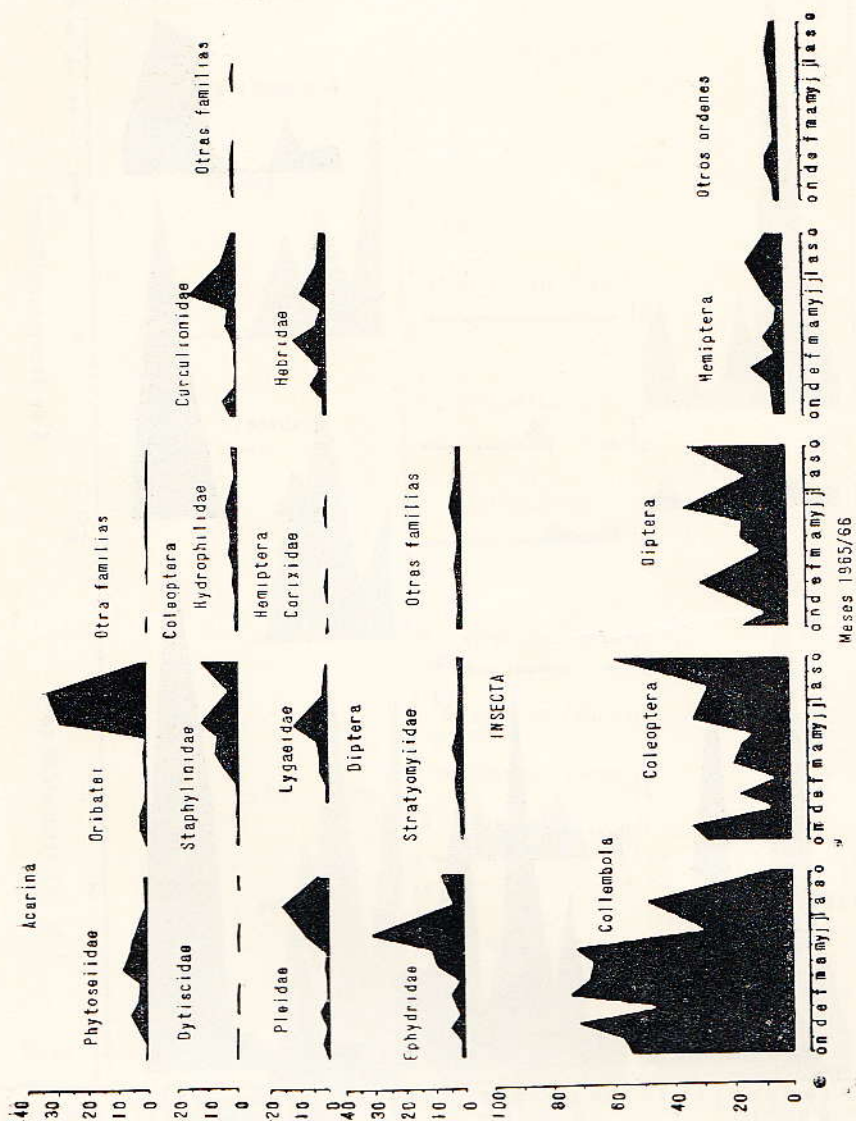 Acarina
40
30
20
10
0
Phytoseiidae
Oribatei
Otra familias
Coleoptera
20
10
0
Dytiscidae
Staphylinidae
Hydrophilidae
Curculionidae
Otras familias
Hemiptera
20
10
0
Pleidae
Lygaeidae
Corixidae
Hebridae
Diptera
40
30
20
10
0
Ephydridae
Stratyomyiidae
Otras familias
INSECTA
100
80
60
40
20
0
Collembola
Coleoptera
Diptera
Hemiptera
Otros ordenes
o n d e f m a m y j j l a s o
o n d e f m a m y j j l a s o
o n d e f m a m y j j l a s o
o n d e f m a m y j j l a s o
o n d e f m a m y j j l a s o
Meses 1965/66